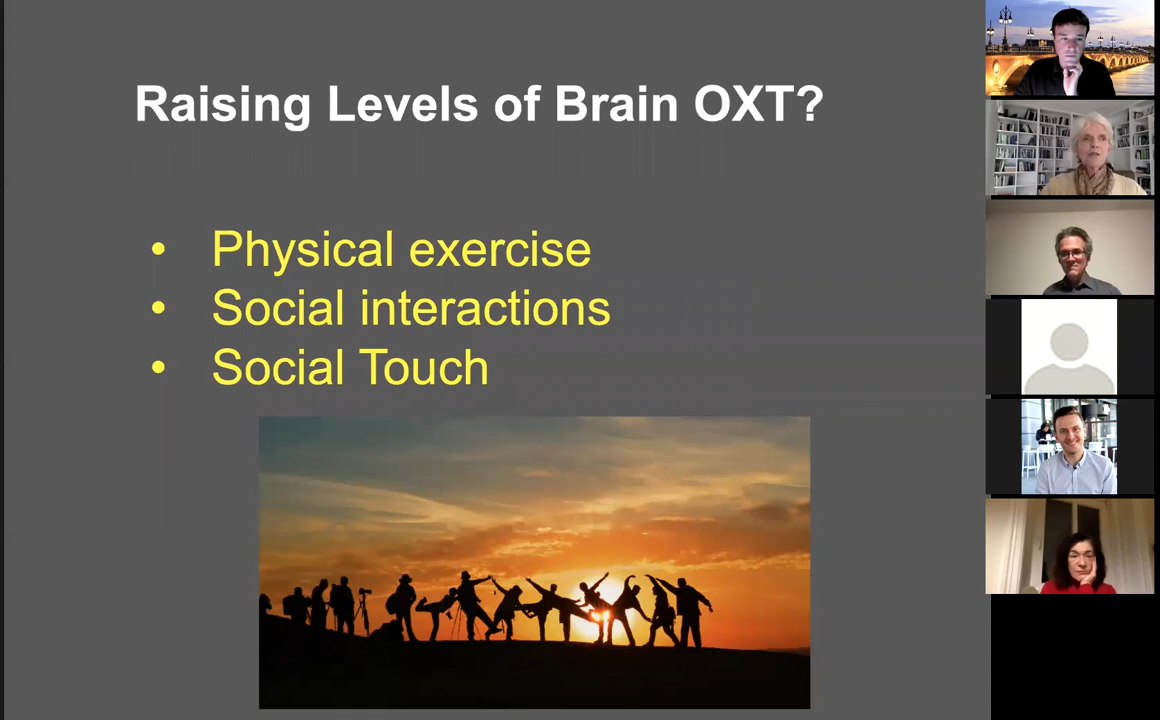 Raising Levels of Brain OXT?
• Physical exercise
• Social interactions
• Social Touch